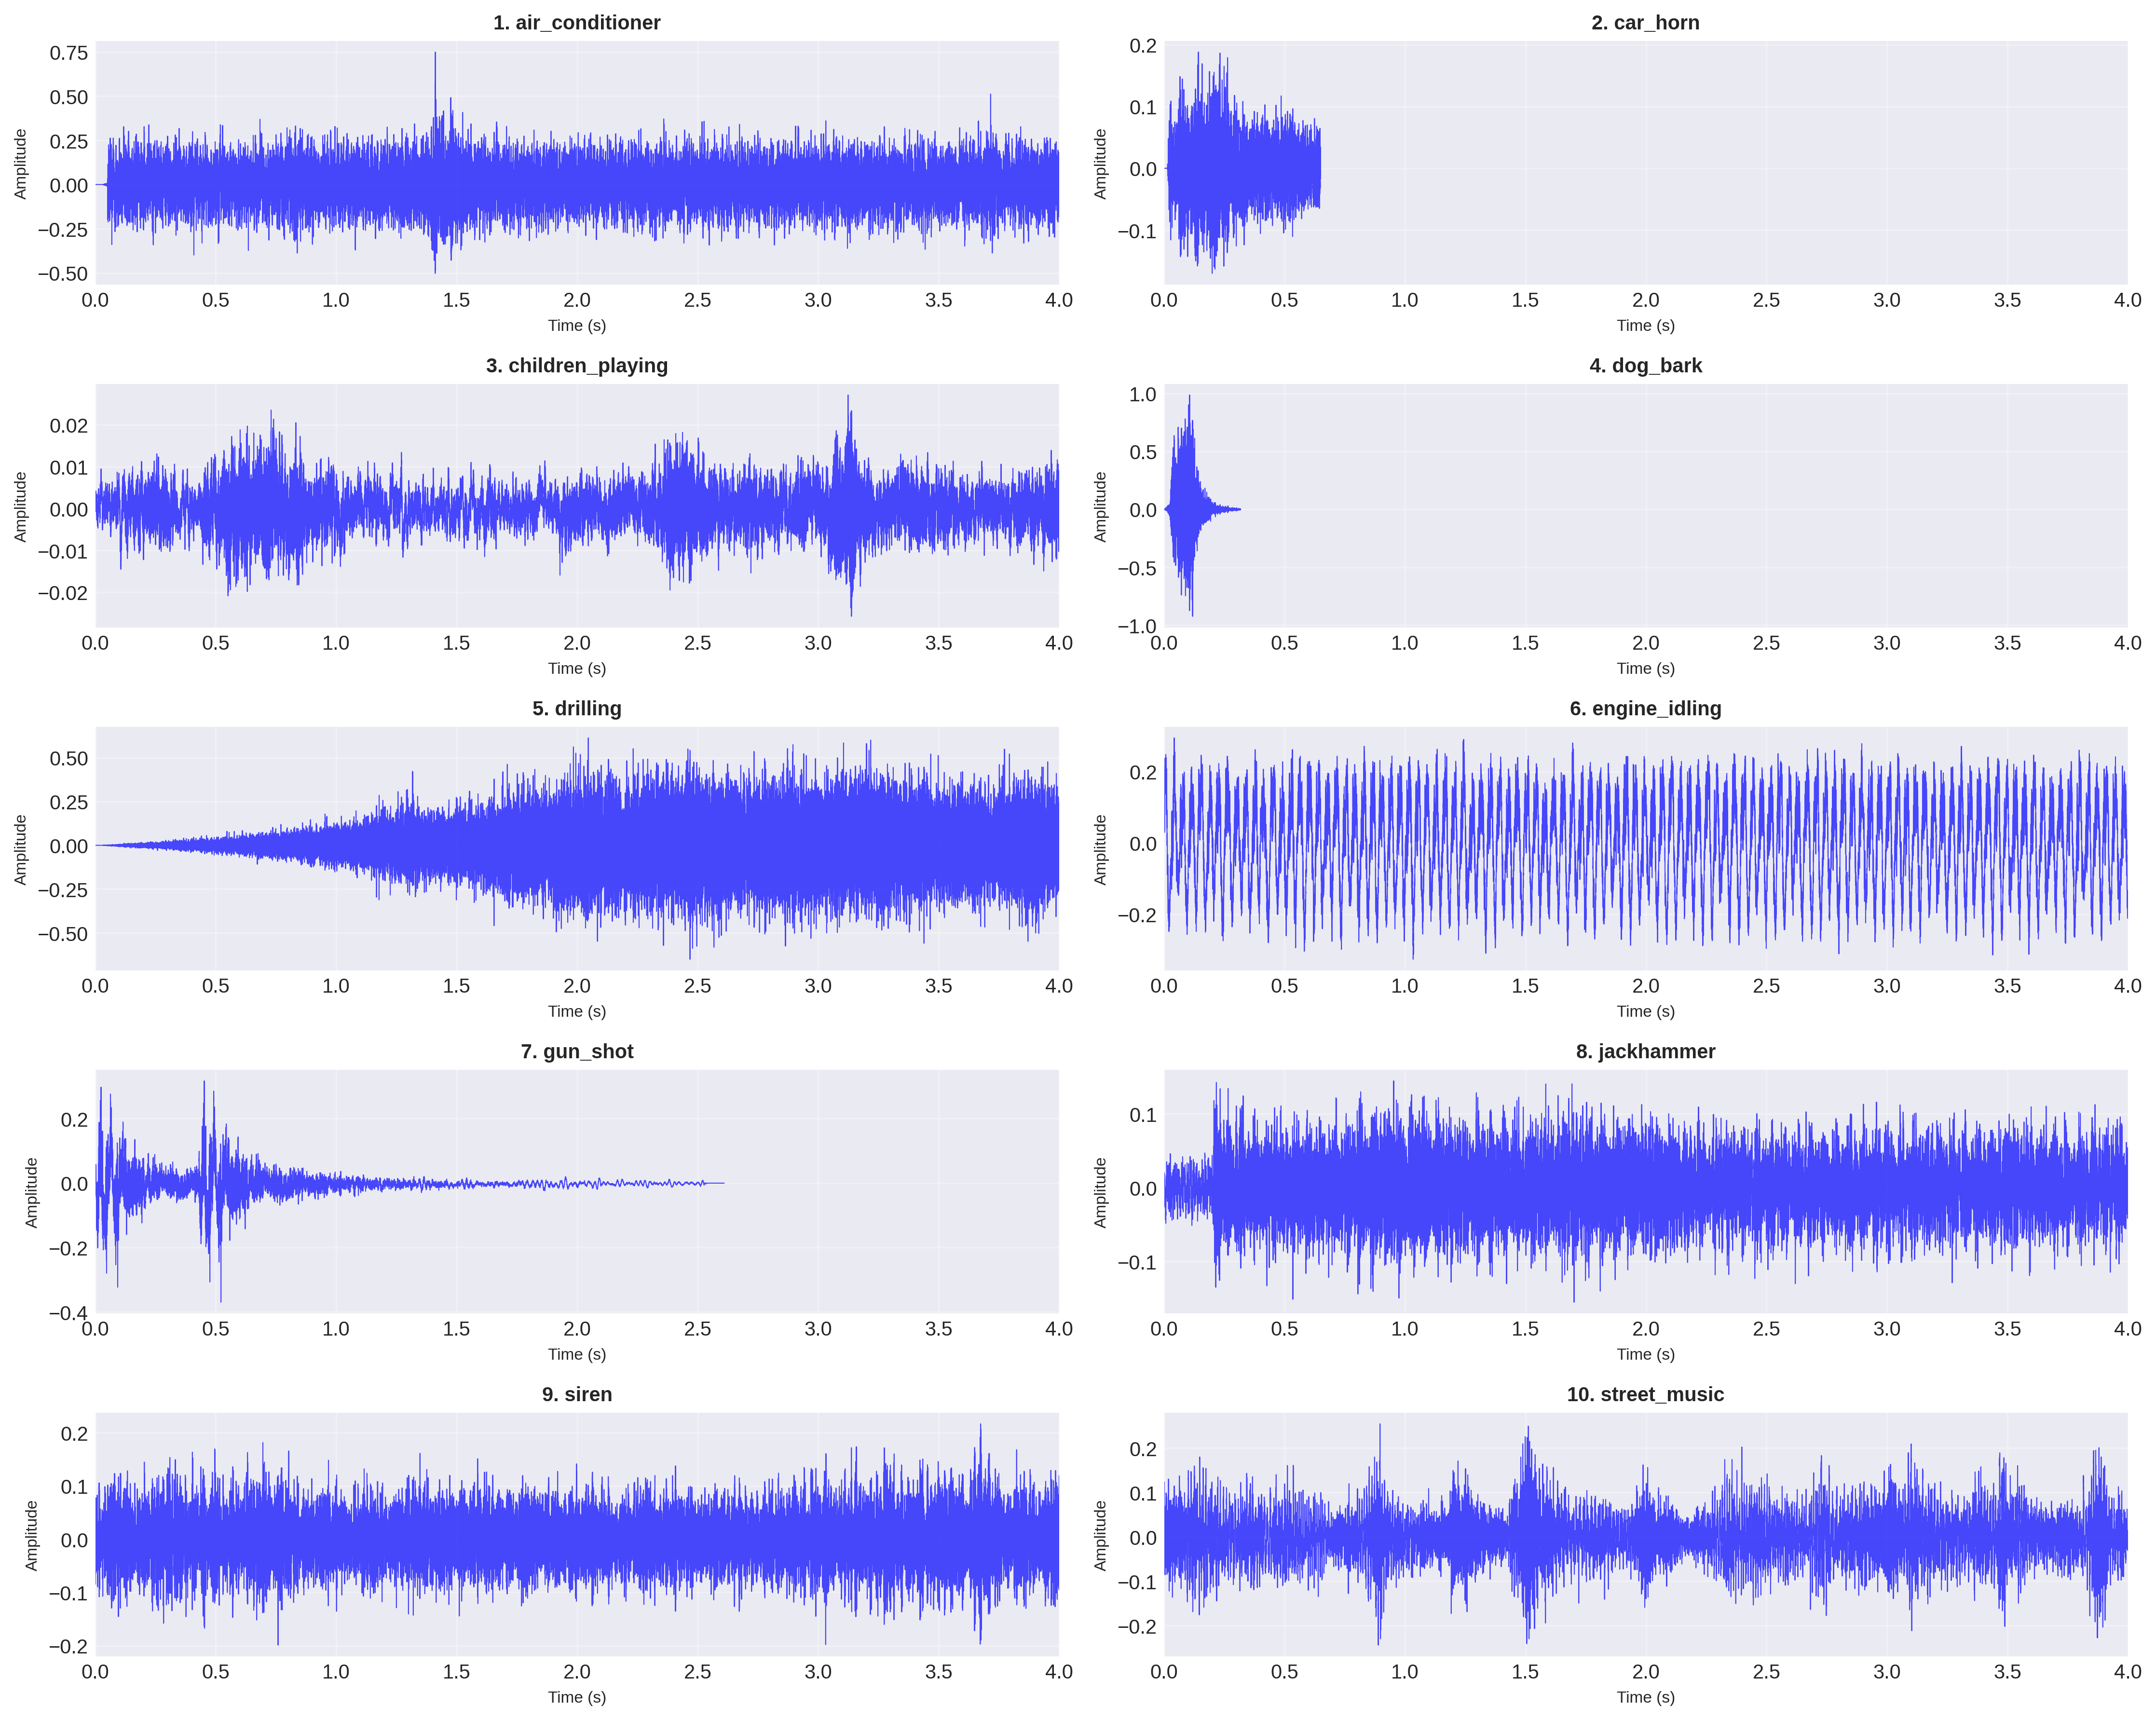 1. air_conditioner
0.75
0.50
0.25
0.00
−0.25
−0.50
Amplitude
0.0 0.5 1.0 1.5 2.0 2.5 3.0 3.5 4.0
Time (s)
2. car_horn
0.2
0.1
0.0
−0.1
Amplitude
0.0 0.5 1.0 1.5 2.0 2.5 3.0 3.5 4.0
Time (s)
3. children_playing
0.02
0.01
0.00
−0.01
−0.02
Amplitude
0.0 0.5 1.0 1.5 2.0 2.5 3.0 3.5 4.0
Time (s)
4. dog_bark
1.0
0.5
0.0
−0.5
−1.0
Amplitude
0.0 0.5 1.0 1.5 2.0 2.5 3.0 3.5 4.0
Time (s)
5. drilling
0.50
0.25
0.00
−0.25
−0.50
Amplitude
0.0 0.5 1.0 1.5 2.0 2.5 3.0 3.5 4.0
Time (s)
6. engine_idling
0.2
0.0
−0.2
Amplitude
0.0 0.5 1.0 1.5 2.0 2.5 3.0 3.5 4.0
Time (s)
7. gun_shot
0.2
0.0
−0.2
−0.4
Amplitude
0.0 0.5 1.0 1.5 2.0 2.5 3.0 3.5 4.0
Time (s)
8. jackhammer
0.1
0.0
−0.1
Amplitude
0.0 0.5 1.0 1.5 2.0 2.5 3.0 3.5 4.0
Time (s)
9. siren
0.2
0.1
0.0
−0.1
−0.2
Amplitude
0.0 0.5 1.0 1.5 2.0 2.5 3.0 3.5 4.0
Time (s)
10. street_music
0.2
0.1
0.0
−0.1
−0.2
Amplitude
0.0 0.5 1.0 1.5 2.0 2.5 3.0 3.5 4.0
Time (s)